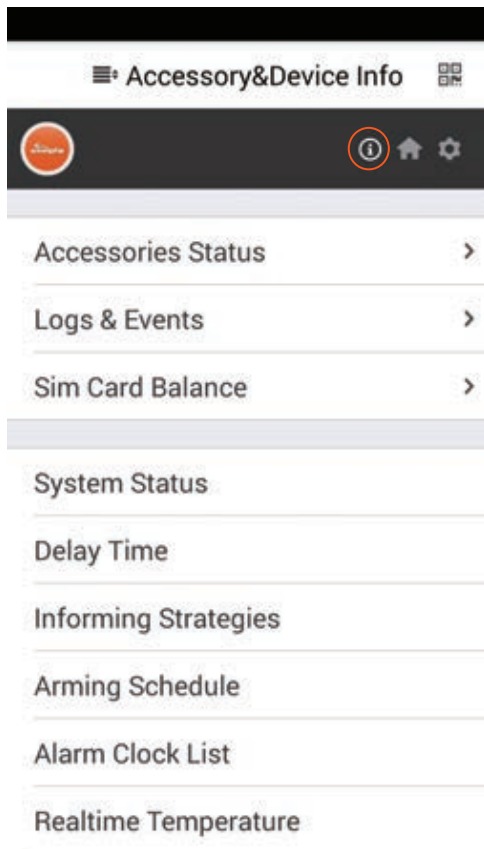 Accessory&Device Info
Accessories Status
Logs & Events
Sim Card Balance
System Status
Delay Time
Informing Strategies
Arming Schedule
Alarm Clock List
Realtime Temperature